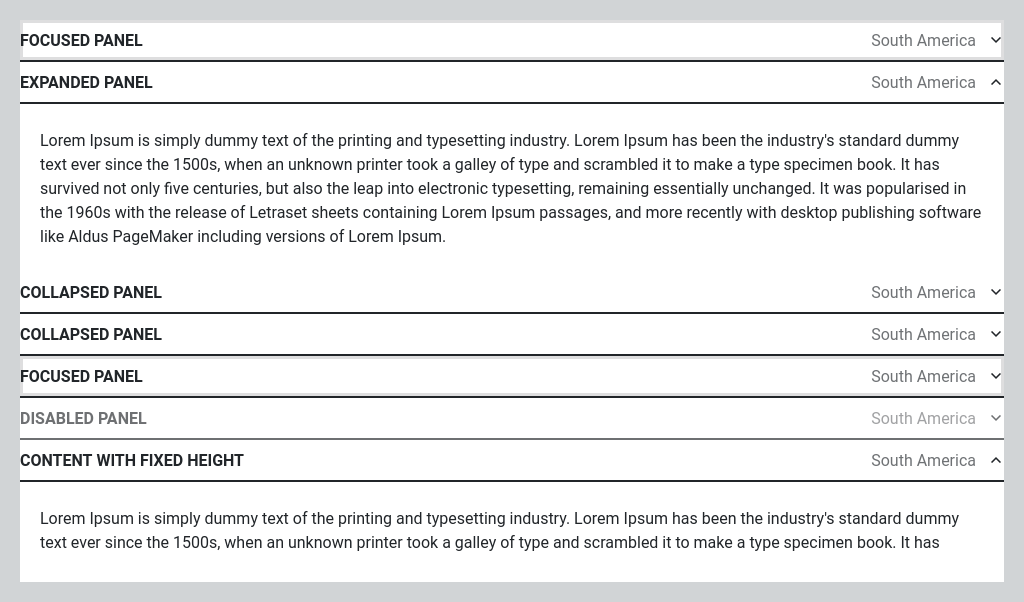 FOCUSED PANEL South America
EXPANDED PANEL South America
Lorem Ipsum is simply dummy text of the printing and typesetting industry. Lorem Ipsum has been the industry's standard dummy
text ever since the 1500s, when an unknown printer took a galley of type and scrambled it to make a type specimen book. It has
survived not only five centuries, but also the leap into electronic typesetting, remaining essentially unchanged. It was popularised in
the 1960s with the release of Letraset sheets containing Lorem Ipsum passages, and more recently with desktop publishing software
like Aldus PageMaker including versions of Lorem Ipsum.
COLLAPSED PANEL South America
COLLAPSED PANEL South America
FOCUSED PANEL South America
DISABLED PANEL South America
CONTENT WITH FIXED HEIGHT South America
Lorem Ipsum is simply dummy text of the printing and typesetting industry. Lorem Ipsum has been the industry's standard dummy
text ever since the 1500s, when an unknown printer took a galley of type and scrambled it to make a type specimen book. It has